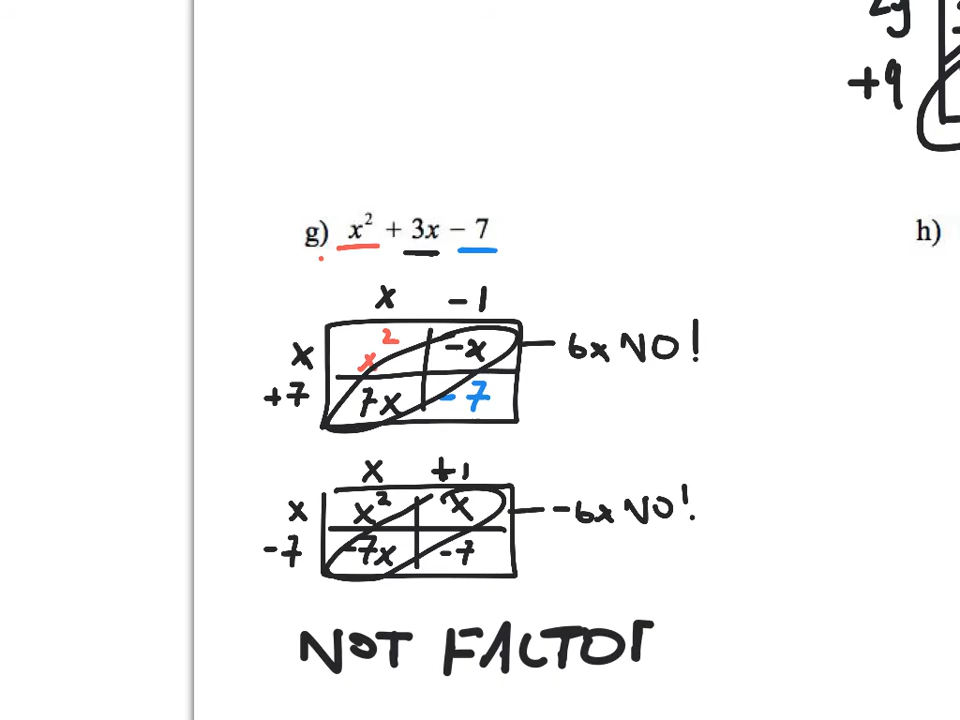 +9
g) x² + 3x − 7
h)
x −1
x x² −x — 6x NO!
+7 7x −7
x +1
x x² x — −6x NO!
−7 −7x −7
NOT FACTOR